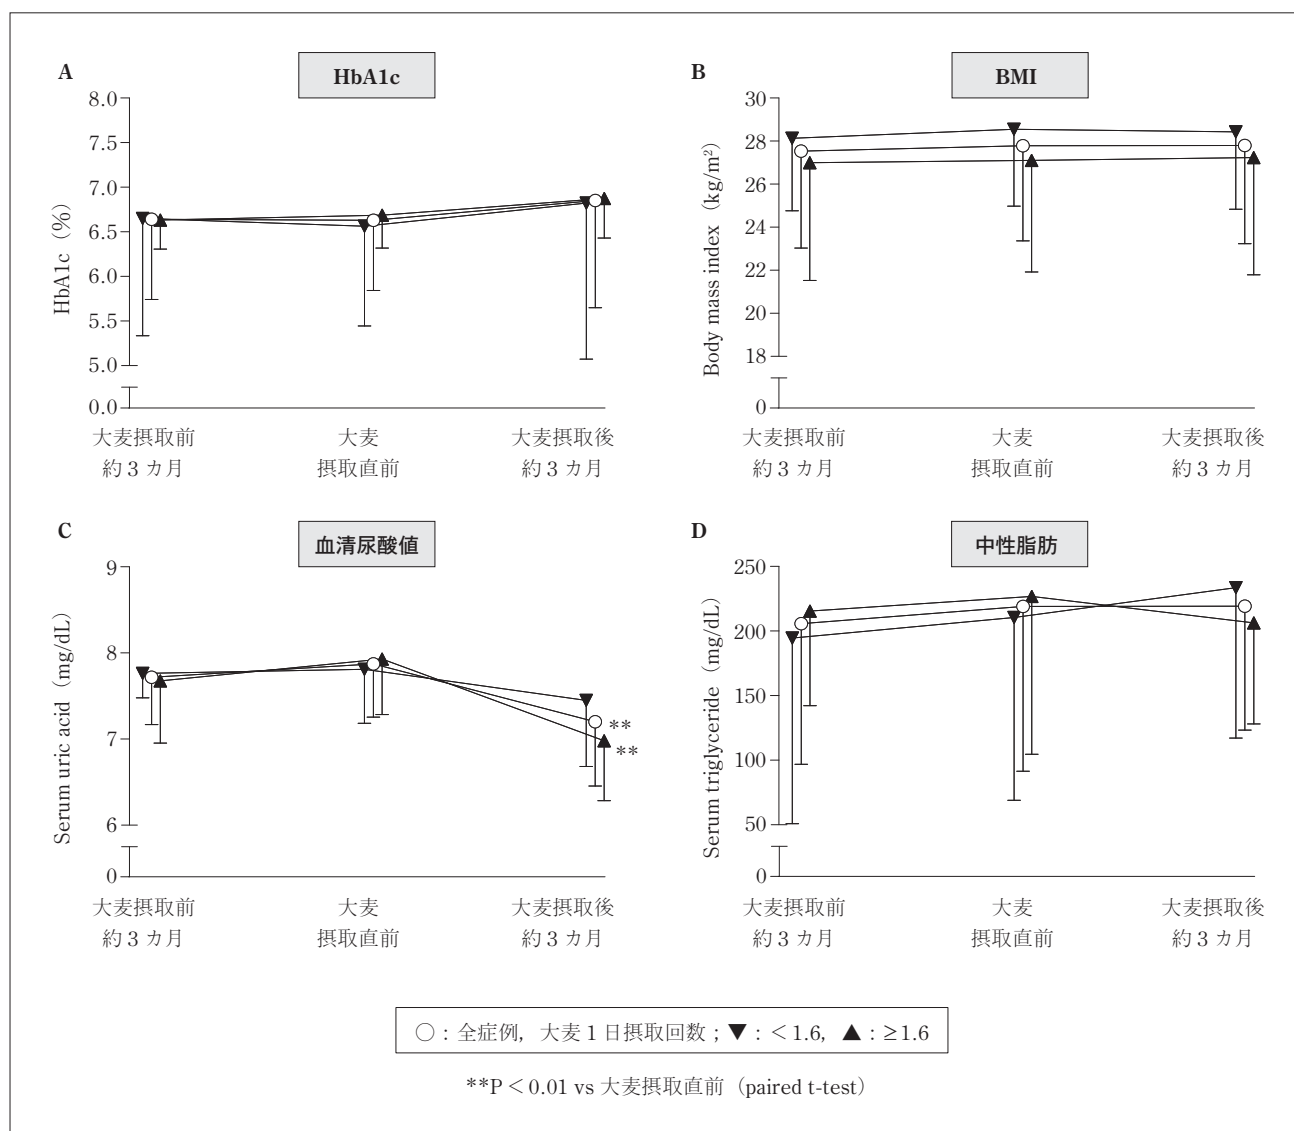 A
HbA1c
HbA1c（%）
8.0
7.5
7.0
6.5
6.0
5.5
5.0
0.0
大麦摂取前
約3カ月
大麦
摂取直前
大麦摂取後
約3カ月
B
BMI
Body mass index（kg/m²）
30
28
26
24
22
20
18
0
大麦摂取前
約3カ月
大麦
摂取直前
大麦摂取後
約3カ月
C
血清尿酸値
Serum uric acid（mg/dL）
9
8
7
6
0
**
**
大麦摂取前
約3カ月
大麦
摂取直前
大麦摂取後
約3カ月
D
中性脂肪
Serum triglyceride（mg/dL）
250
200
150
100
50
0
大麦摂取前
約3カ月
大麦
摂取直前
大麦摂取後
約3カ月
○：全症例，大麦1日摂取回数；▼：＜1.6，▲：≥1.6
**P＜0.01 vs 大麦摂取直前（paired t-test）